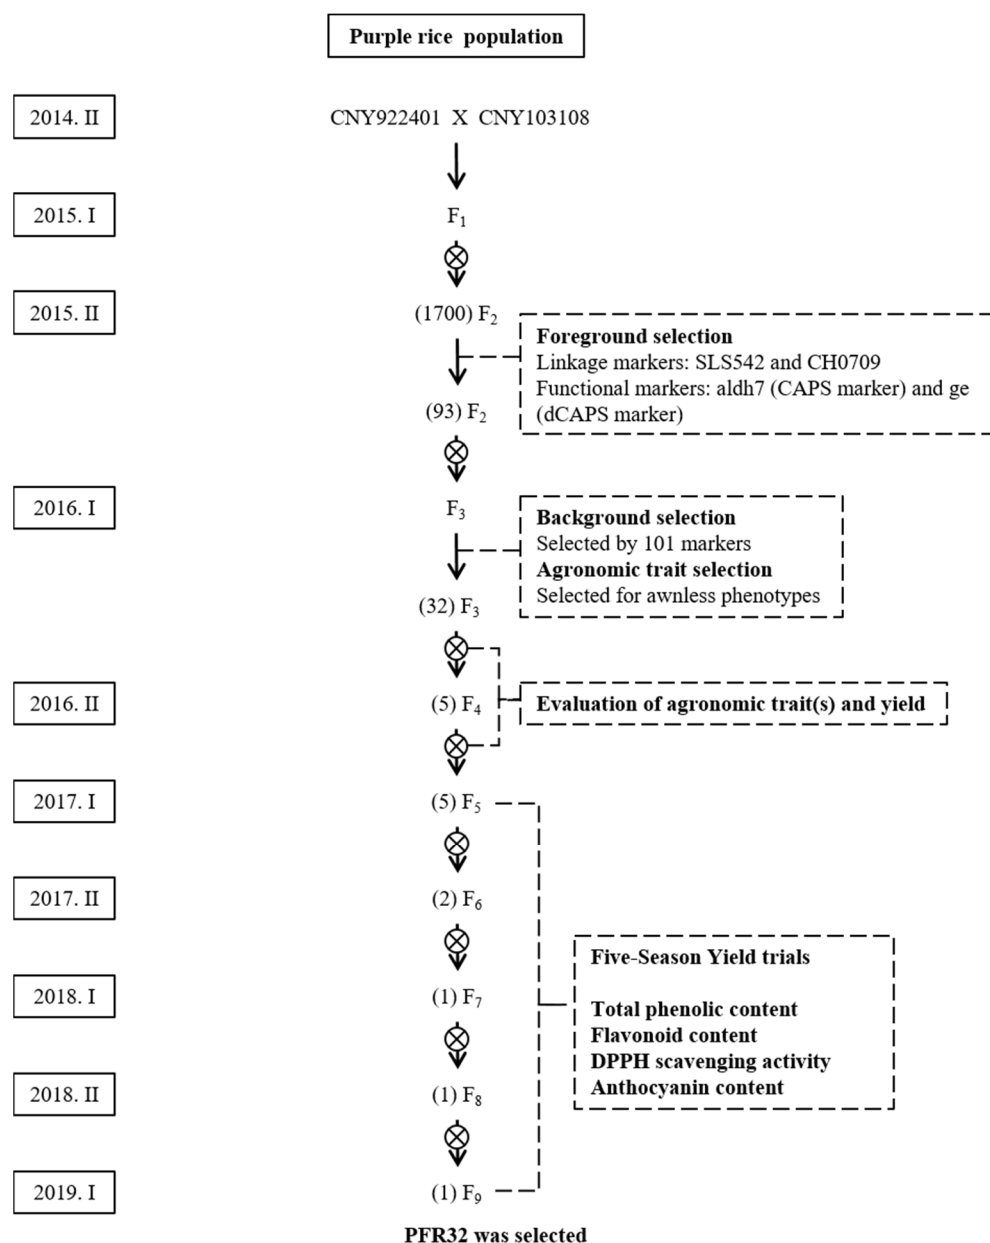 Purple rice population
2014. II
CNY922401 X CNY103108
2015. I
F₁
2015. II
(1700) F₂
Foreground selection
Linkage markers: SLS542 and CH0709
Functional markers: aldh7 (CAPS marker) and ge
(dCAPS marker)
(93) F₂
2016. I
F₃
Background selection
Selected by 101 markers
Agronomic trait selection
Selected for awnless phenotypes
(32) F₃
2016. II
(5) F₄
Evaluation of agronomic trait(s) and yield
2017. I
(5) F₅
2017. II
(2) F₆
Five-Season Yield trials
Total phenolic content
Flavonoid content
DPPH scavenging activity
Anthocyanin content
2018. I
(1) F₇
2018. II
(1) F₈
2019. I
(1) F₉
PFR32 was selected